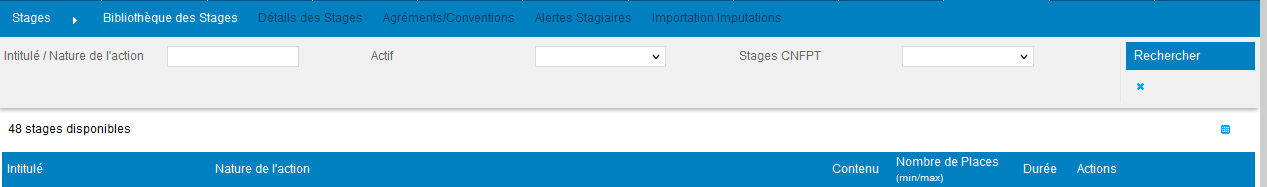 Stages Bibliothèque des Stages Détails des Stages Agréments/Conventions Alertes Stagiaires Importation Imputations
Intitulé / Nature de l'action Actif Stages CNFPT Rechercher
48 stages disponibles
Intitulé Nature de l'action Contenu Nombre de Places Durée Actions
(min/max)